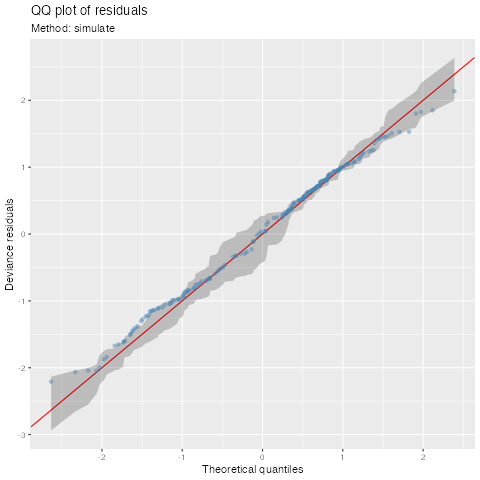 QQ plot of residuals
Method: simulate
2
1
0
-1
-2
-3
Deviance residuals
-2
-1
0
1
2
Theoretical quantiles